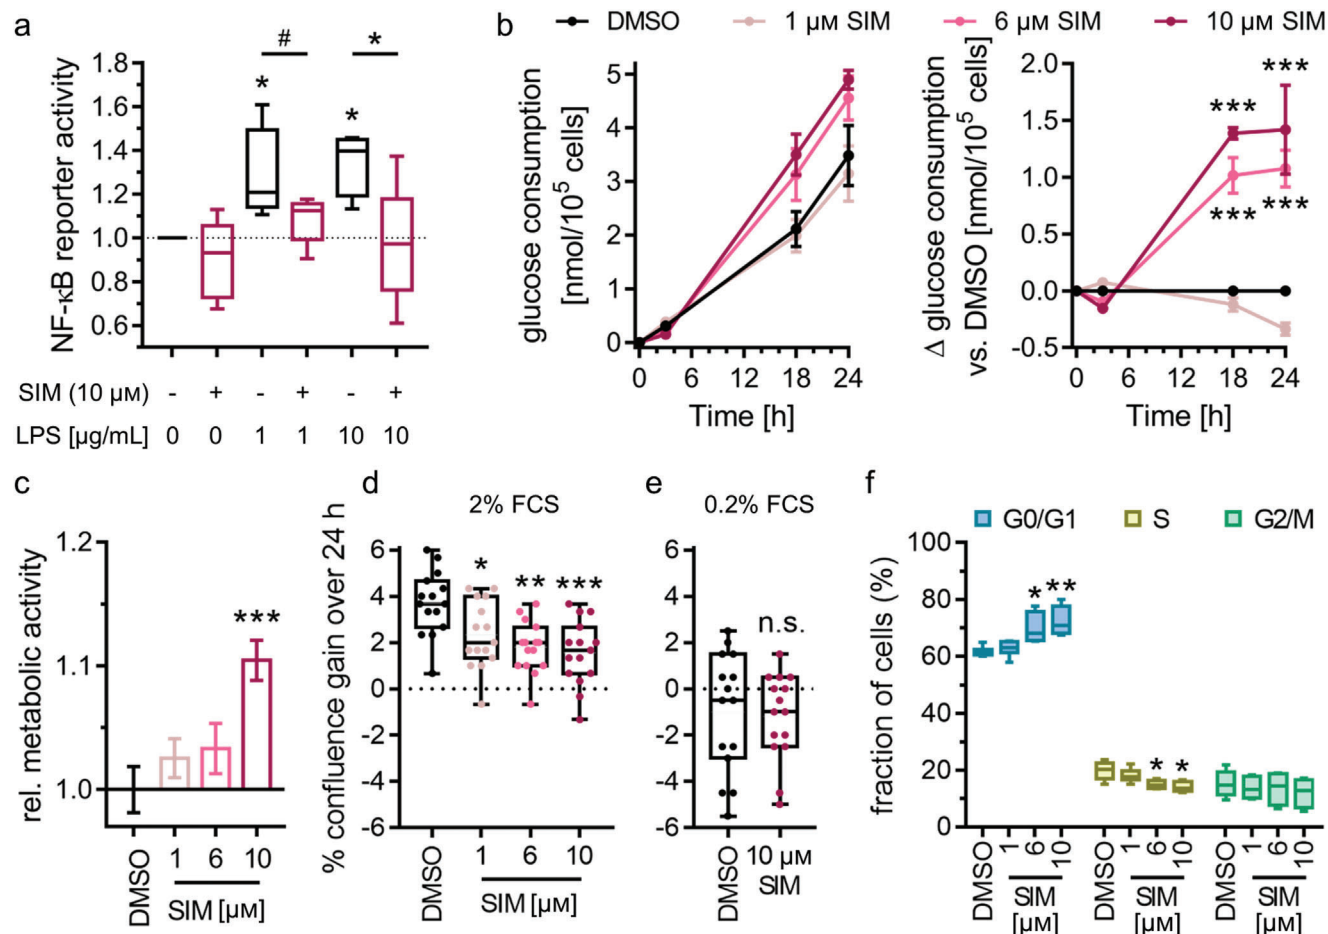 a
NF-κB reporter activity
1.8
1.6
1.4
1.2
1.0
0.8
0.6
*
#
*
*
SIM (10 µM) - + - + - +
LPS [µg/mL] 0 0 1 1 10 10
b
DMSO 1 µM SIM 6 µM SIM 10 µM SIM
glucose consumption
[nmol/10⁵ cells]
5
4
3
2
1
0
0 6 12 18 24
Time [h]
Δ glucose consumption
vs. DMSO [nmol/10⁵ cells]
2.0
1.5
1.0
0.5
0.0
-0.5
***
***
***
***
0 6 12 18 24
Time [h]
c
rel. metabolic activity
1.2
1.1
1.0
***
DMSO 1 6 10
SIM [µM]
d
2% FCS
% confluence gain over 24 h
6
4
2
0
-2
-4
-6
* ** ***
DMSO 1 6 10
SIM [µM]
e
0.2% FCS
6
4
2
0
-2
-4
-6
n.s.
DMSO 10 µM
SIM
f
G0/G1 S G2/M
fraction of cells (%)
100
80
60
40
20
0
* **
* *
DMSO 1 6 10 DMSO 1 6 10 DMSO 1 6 10
SIM SIM SIM
[µM] [µM] [µM]